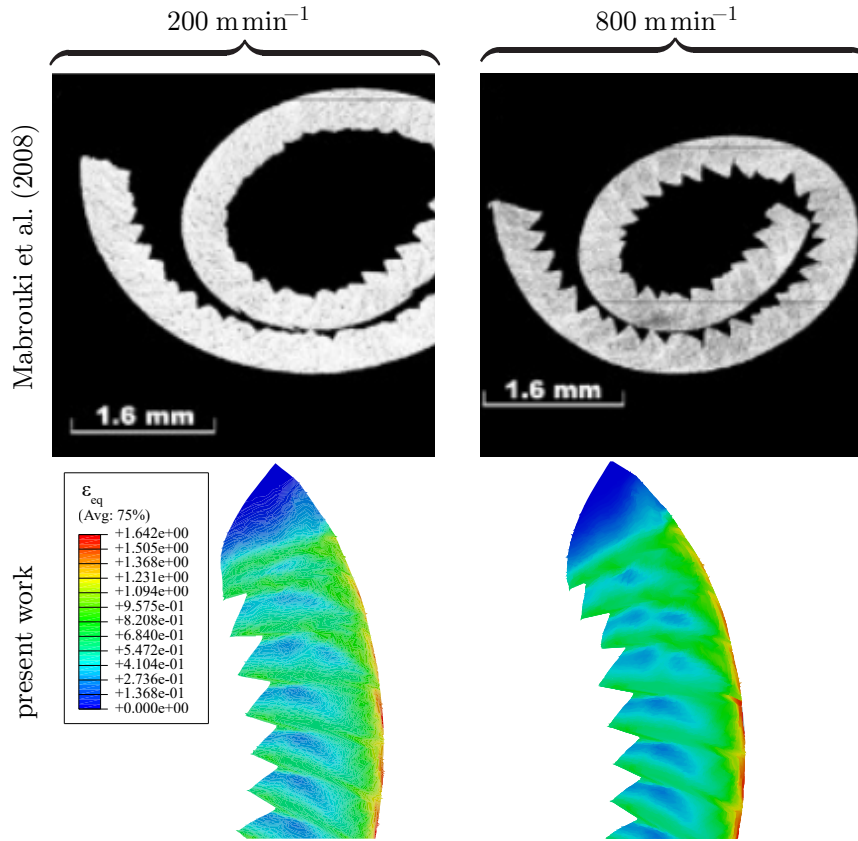 200 m min⁻¹
800 m min⁻¹
Mabrouki et al. (2008)
1.6 mm
1.6 mm
present work
εeq
(Avg: 75%)
+1.642e+00
+1.505e+00
+1.368e+00
+1.231e+00
+1.094e+00
+9.575e-01
+8.208e-01
+6.840e-01
+5.472e-01
+4.104e-01
+2.736e-01
+1.368e-01
+0.000e+00